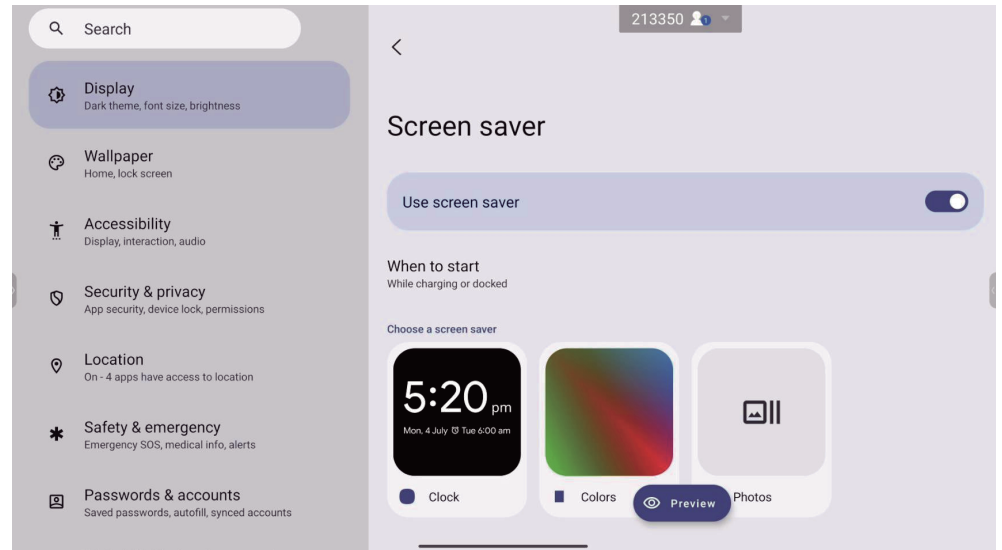 Search
Display
Dark theme, font size, brightness
Wallpaper
Home, lock screen
Accessibility
Display, interaction, audio
Security & privacy
App security, device lock, permissions
Location
On - 4 apps have access to location
Safety & emergency
Emergency SOS, medical info, alerts
Passwords & accounts
Saved passwords, autofill, synced accounts
213350 1
Screen saver
Use screen saver
When to start
While charging or docked
Choose a screen saver
5:20 pm
Mon, 4 July Tue 6:00 am
Clock
Colors
Preview
Photos